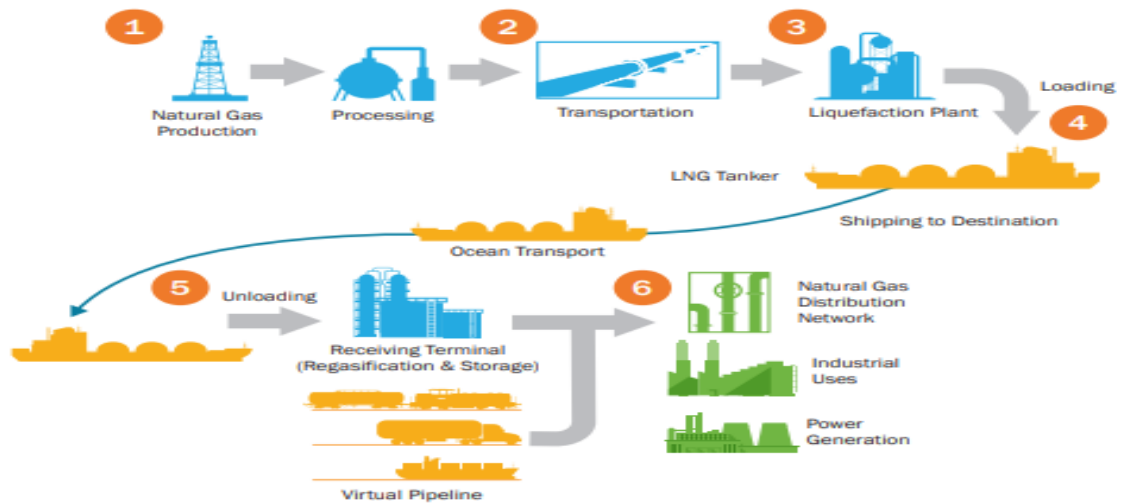 1
2
3
Natural Gas
Production
Processing
Transportation
Liquefaction Plant
Loading
4
LNG Tanker
Shipping to Destination
Ocean Transport
5
Unloading
Receiving Terminal
(Regasification & Storage)
Virtual Pipeline
6
Natural Gas
Distribution
Network
Industrial
Uses
Power
Generation